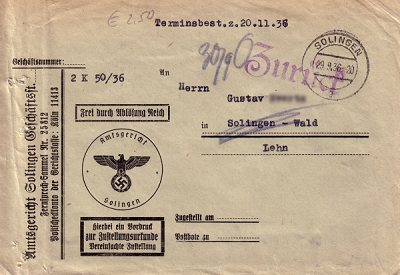 € 2,50
Terminsbest.z.20.11.36
SOLINGEN
Zurück
Geschäftsnummer:
2 K 50/36
An
Herrn
Gustav
in
Solingen - Wald
Lehn
Frei durch Ablösung Reich
Amtsgericht
Solingen
Hierbei ein Vordruck
zur Zustellungsurkunde
Vereinfachte Zustellung
Zugestellt am
Postbote zu
Amtsgericht Solingen Geschäftsst.
Fernsprech-Sammel Nr. 25812
Postscheckkonto der Gerichtskasse: Köln 11413